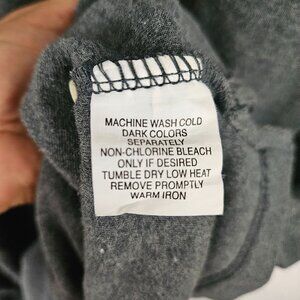 MACHINE WASH COLD
DARK COLORS
SEPARATELY
NON-CHLORINE BLEACH
ONLY IF DESIRED
TUMBLE DRY LOW HEAT
REMOVE PROMPTLY
WARM IRON